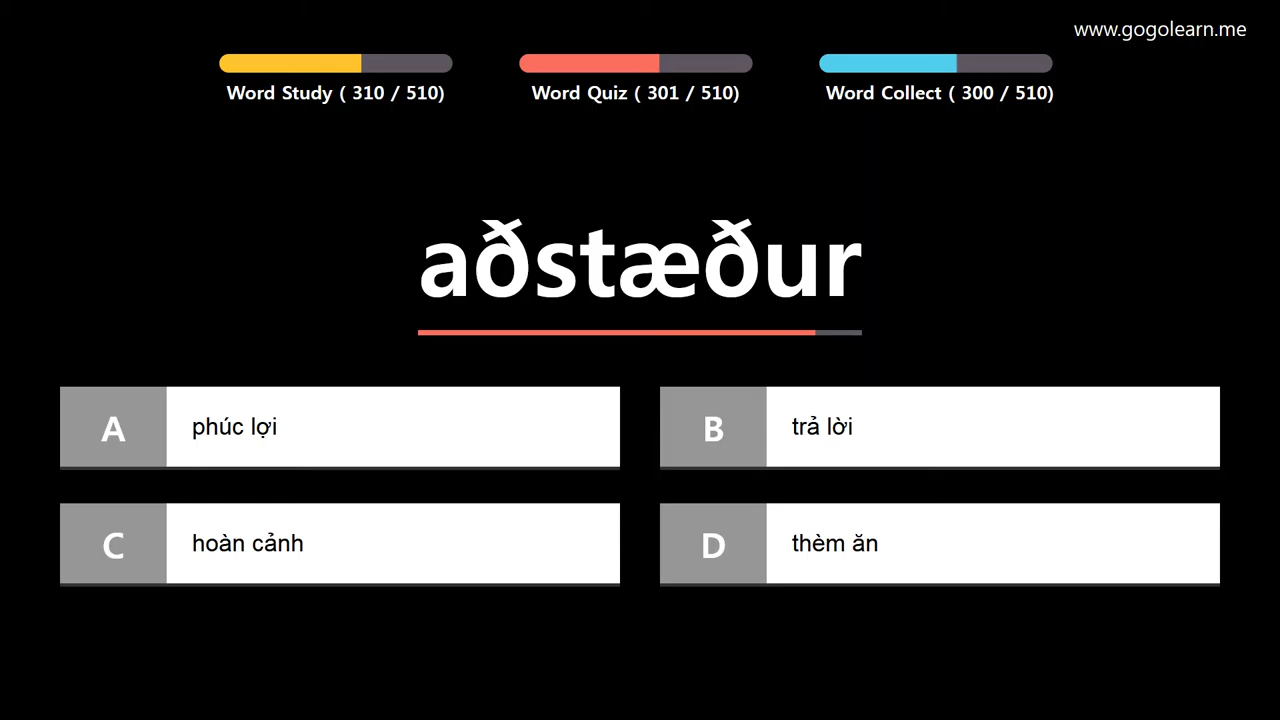 www.gogolearn.me
Word Study ( 310 / 510)
Word Quiz ( 301 / 510)
Word Collect ( 300 / 510)
aðstæður
A
phúc lợi
B
trả lời
C
hoàn cảnh
D
thèm ăn